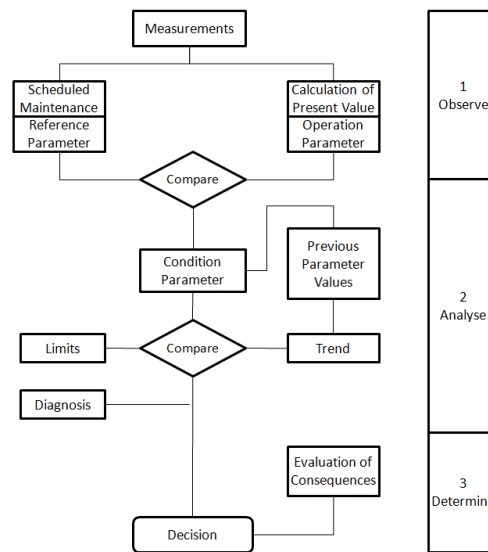 Measurements
Scheduled
Maintenance
Reference
Parameter
Calculation of
Present Value
Operation
Parameter
1
Observe
Compare
Condition
Parameter
Previous
Parameter
Values
2
Analyse
Limits
Compare
Trend
Diagnosis
Evaluation of
Consequences
3
Determin
Decision